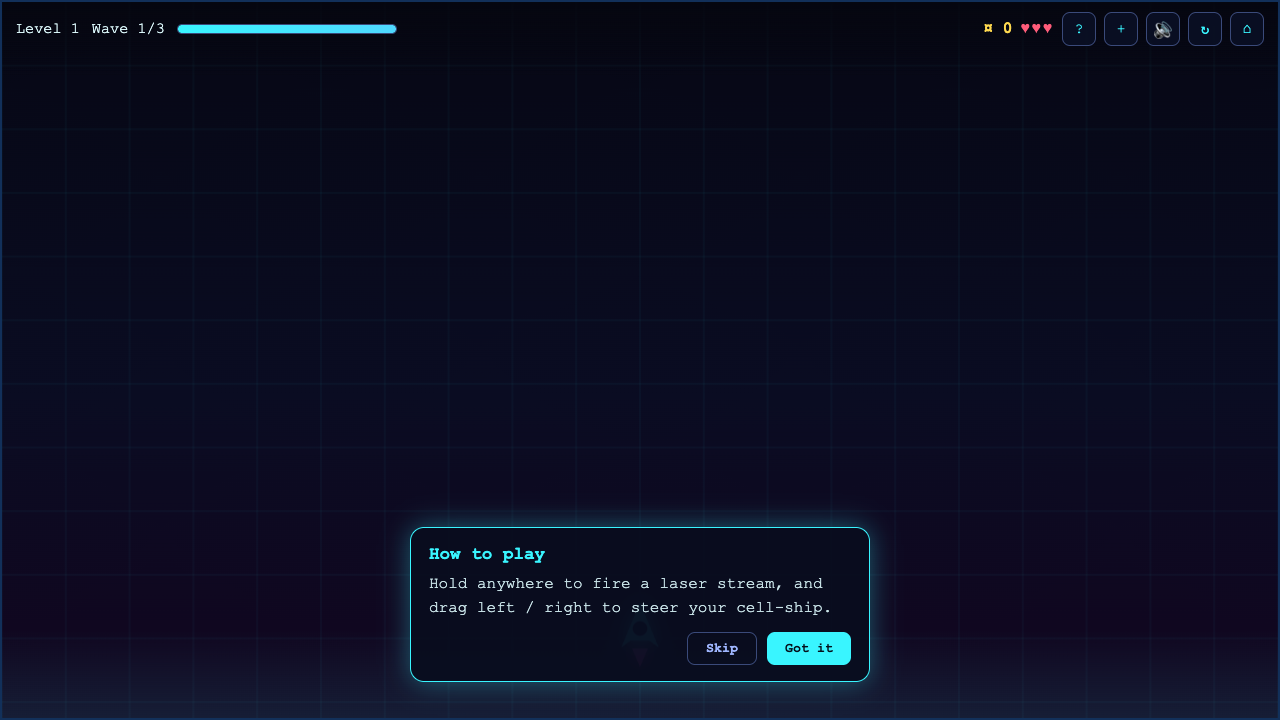 Level 1 Wave 1/3 ¤ 0 ♥♥♥ ? + 🔊 ↻ ⌂
How to play
Hold anywhere to fire a laser stream, and
drag left / right to steer your cell-ship.
Skip Got it